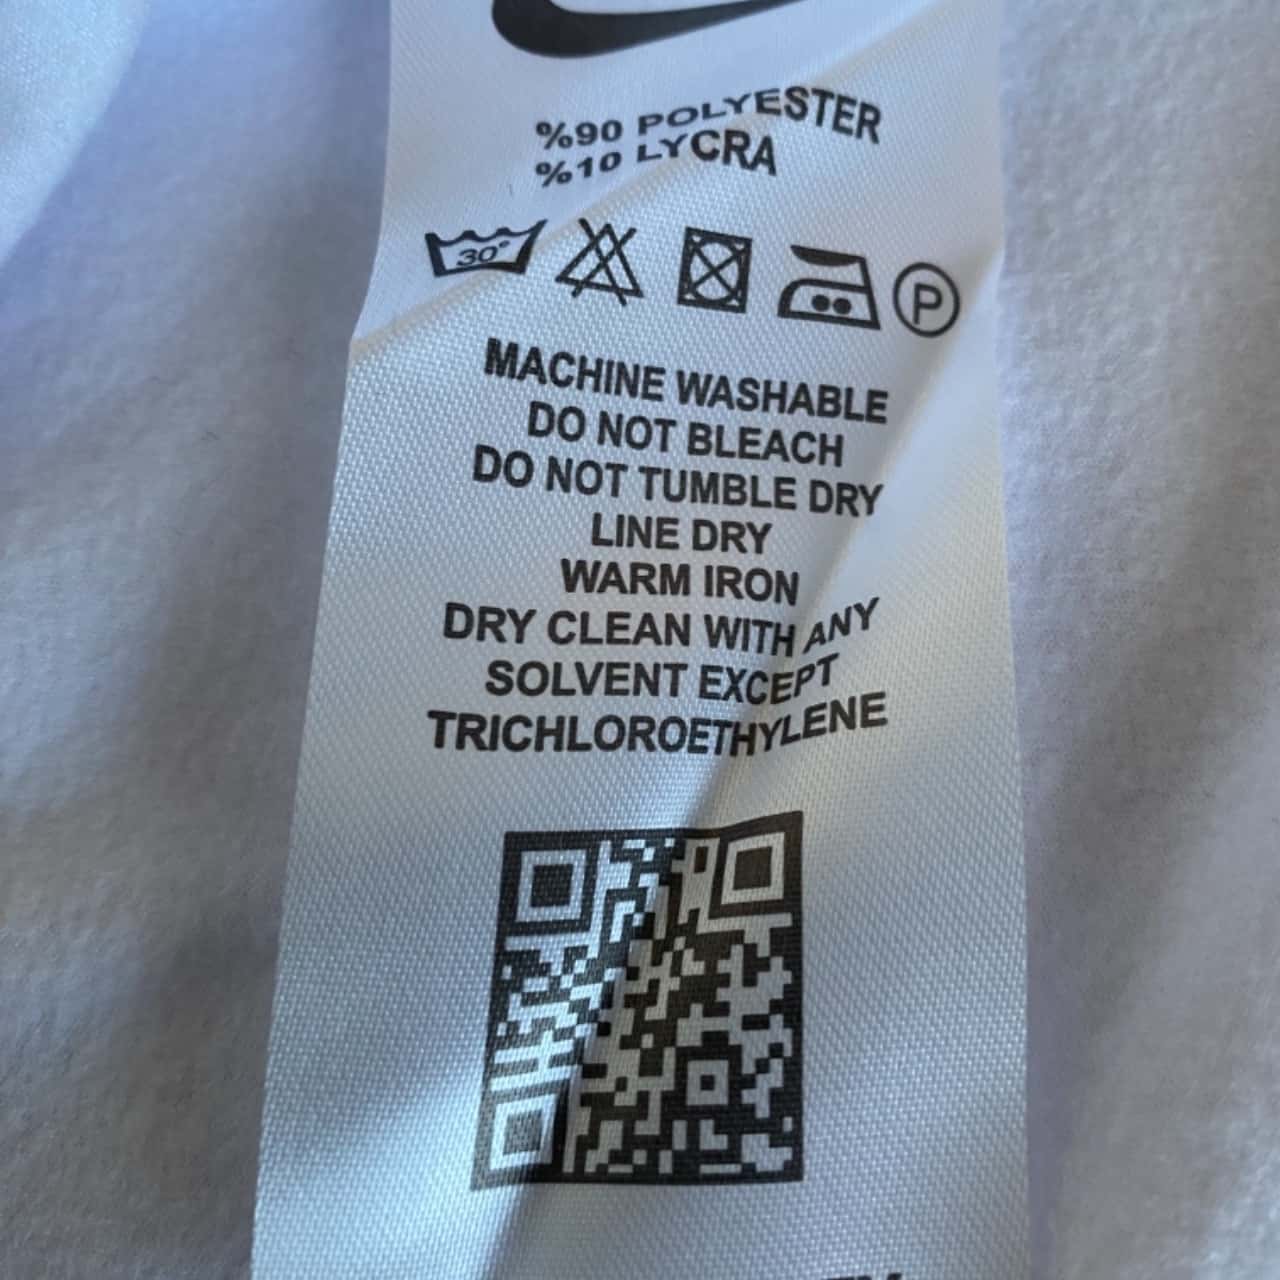 %90 POLYESTER
%10 LYCRA
30°
P
MACHINE WASHABLE
DO NOT BLEACH
DO NOT TUMBLE DRY
LINE DRY
WARM IRON
DRY CLEAN WITH ANY
SOLVENT EXCEPT
TRICHLOROETHYLENE